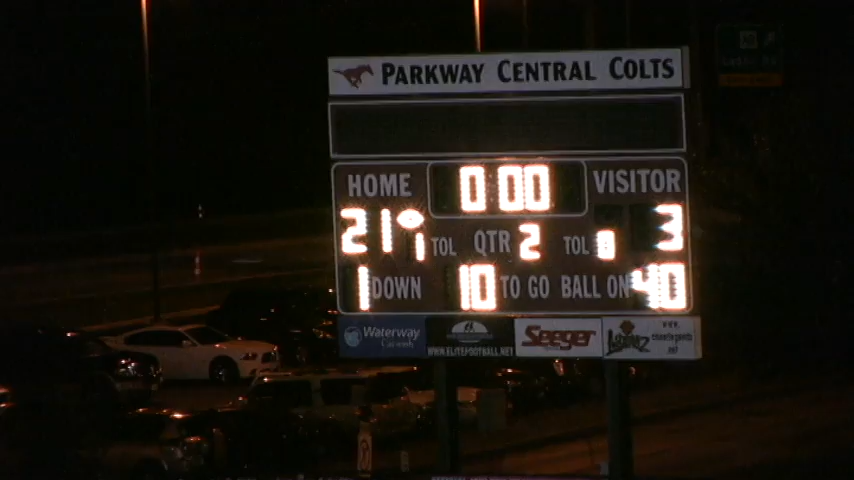 PARKWAY CENTRAL COLTS
HOME 0:00 VISITOR
21 1 TOL QTR 2 TOL 3
1 DOWN 10 TO GO BALL ON 40
Waterway
WWW.ELITEFOOTBALL.NET
Seeger